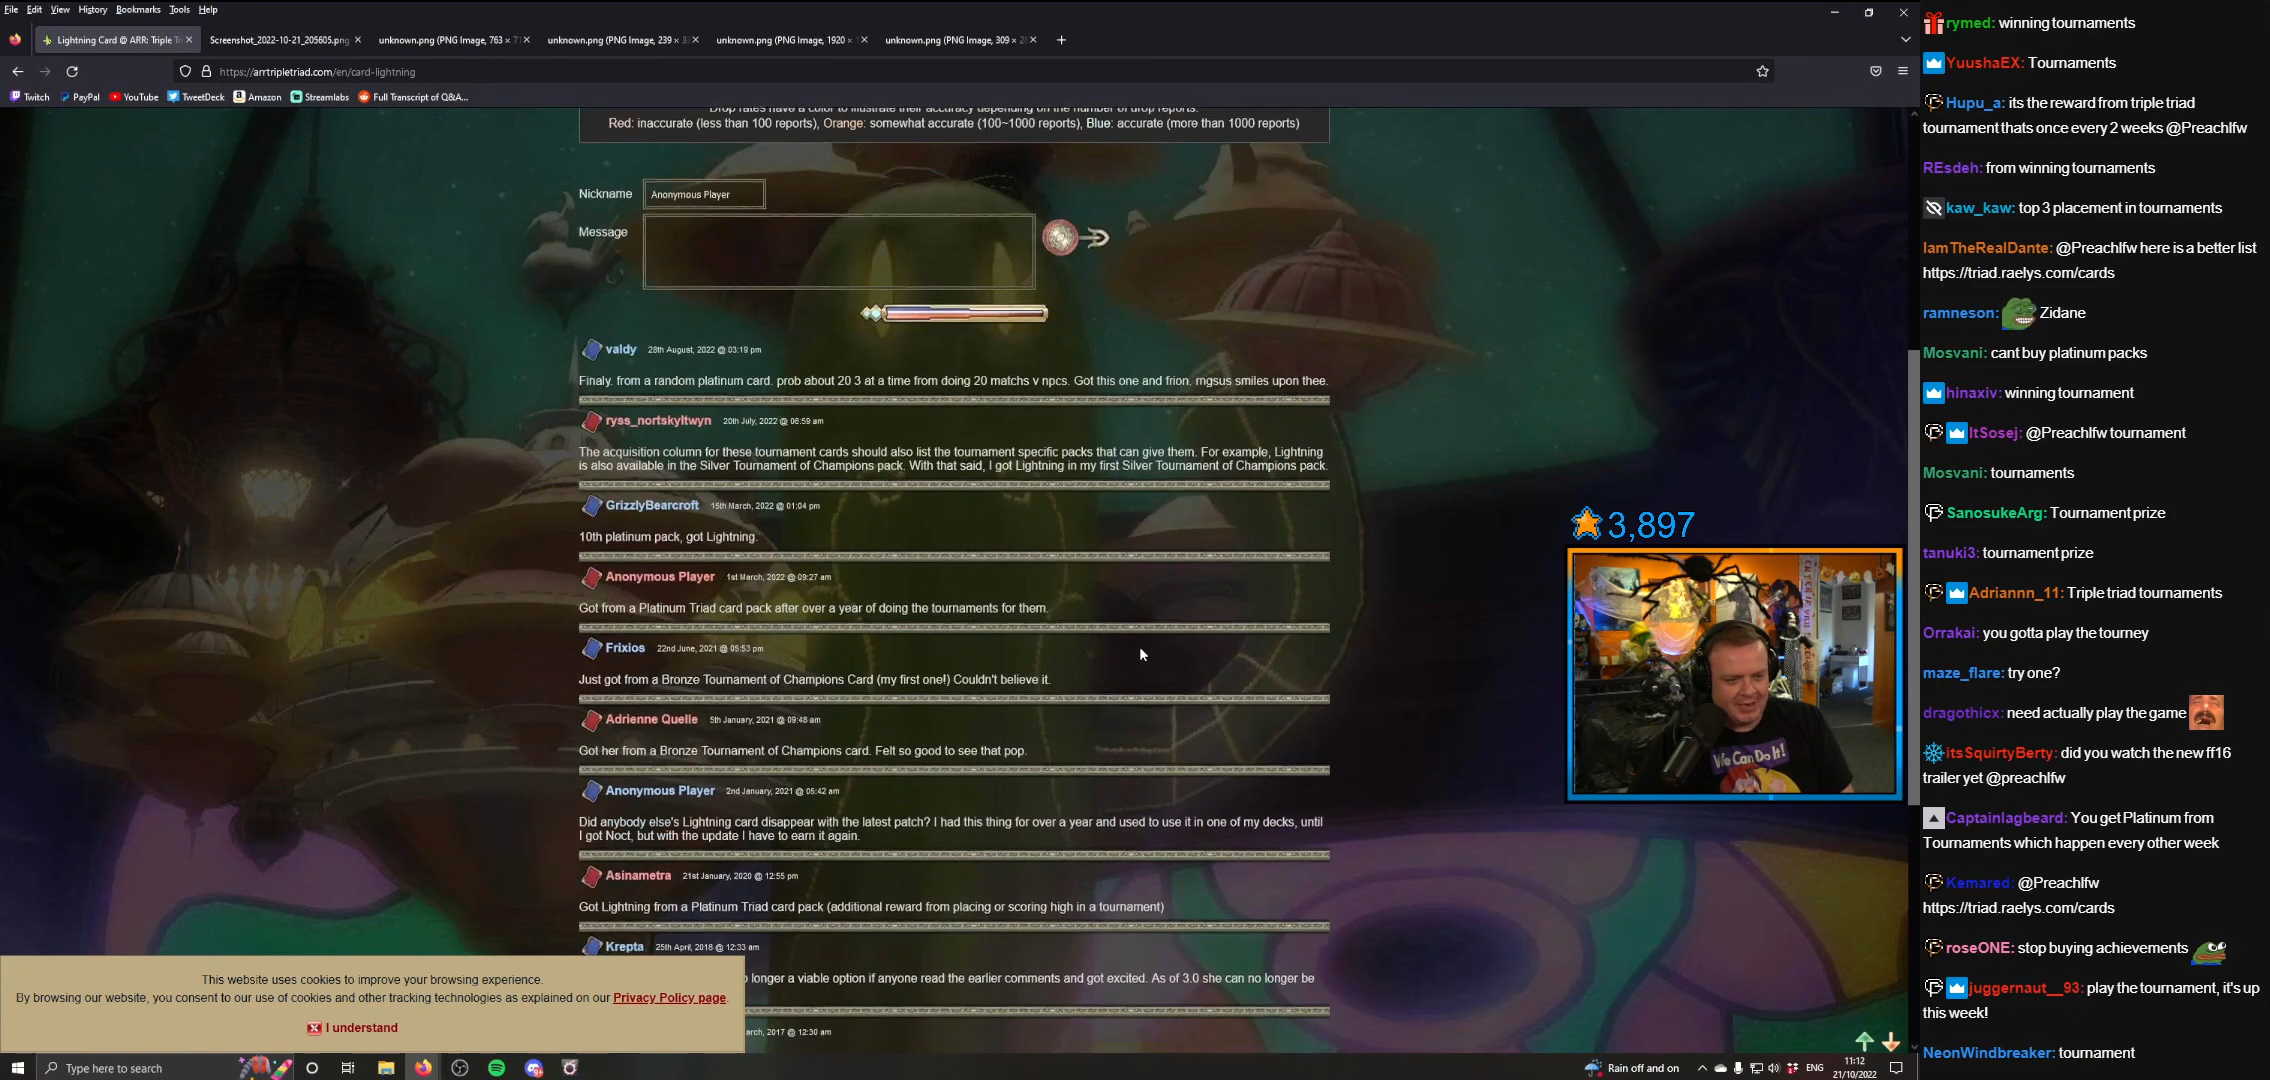 File Edit View History Bookmarks Tools Help
Lightning Card @ ARR: Triple Tr
Screenshot_2022-10-21_205605.png
unknown.png (PNG Image, 763 ×
unknown.png (PNG Image, 239 ×
unknown.png (PNG Image, 1920 ×
unknown.png (PNG Image, 309 ×
https://arrtripletriad.com/en/card-lightning
Twitch PayPal YouTube TweetDeck Amazon Streamlabs Full Transcript of Q&A...
Drop rates have a color to illustrate their accuracy depending on the number of drop reports.
Red: inaccurate (less than 100 reports), Orange: somewhat accurate (100~1000 reports), Blue: accurate (more than 1000 reports)
Nickname Anonymous Player
Message
valdy 28th August, 2022 @ 03:19 pm
Finaly. from a random platinum card. prob about 20 3 at a time from doing 20 matchs v npcs. Got this one and frion. rngsus smiles upon thee.
ryss_nortskyltwyn 20th July, 2022 @ 06:59 am
The acquisition column for these tournament cards should also list the tournament specific packs that can give them. For example, Lightning
is also available in the Silver Tournament of Champions pack. With that said, I got Lightning in my first Silver Tournament of Champions pack.
GrizzlyBearcroft 15th March, 2022 @ 01:04 pm
10th platinum pack, got Lightning.
Anonymous Player 1st March, 2022 @ 09:27 am
Got from a Platinum Triad card pack after over a year of doing the tournaments for them.
Frixios 22nd June, 2021 @ 05:53 pm
Just got from a Bronze Tournament of Champions Card (my first one!) Couldn't believe it.
Adrienne Quelle 5th January, 2021 @ 09:48 am
Got her from a Bronze Tournament of Champions card. Felt so good to see that pop.
Anonymous Player 2nd January, 2021 @ 05:42 am
Did anybody else's Lightning card disappear with the latest patch? I had this thing for over a year and used to use it in one of my decks, until
I got Noct, but with the update I have to earn it again.
Asinametra 21st January, 2020 @ 12:55 pm
Got Lightning from a Platinum Triad card pack (additional reward from placing or scoring high in a tournament)
Krepta 25th April, 2018 @ 12:33 am
longer a viable option if anyone read the earlier comments and got excited. As of 3.0 she can no longer be
arch, 2017 @ 12:30 am
This website uses cookies to improve your browsing experience.
By browsing our website, you consent to our use of cookies and other tracking technologies as explained on our Privacy Policy page.
I understand
3,897
We Can Do It!
Type here to search
Rain off and on
ENG
11:12
21/10/2022
rymed: winning tournaments
YuushaEX: Tournaments
Hupu_a: its the reward from triple triad
tournament thats once every 2 weeks @Preachlfw
REsdeh: from winning tournaments
kaw_kaw: top 3 placement in tournaments
IamTheRealDante: @Preachlfw here is a better list
https://triad.raelys.com/cards
ramneson: Zidane
Mosvani: cant buy platinum packs
hinaxiv: winning tournament
ItSosej: @Preachlfw tournament
Mosvani: tournaments
SanosukeArg: Tournament prize
tanuki3: tournament prize
Adriannn_11: Triple triad tournaments
Orrakai: you gotta play the tourney
maze_flare: try one?
dragothicx: need actually play the game
itsSquirtyBerty: did you watch the new ff16
trailer yet @preachlfw
Captainlagbeard: You get Platinum from
Tournaments which happen every other week
Kemared: @Preachlfw
https://triad.raelys.com/cards
roseONE: stop buying achievements
juggernaut__93: play the tournament, it's up
this week!
NeonWindbreaker: tournament